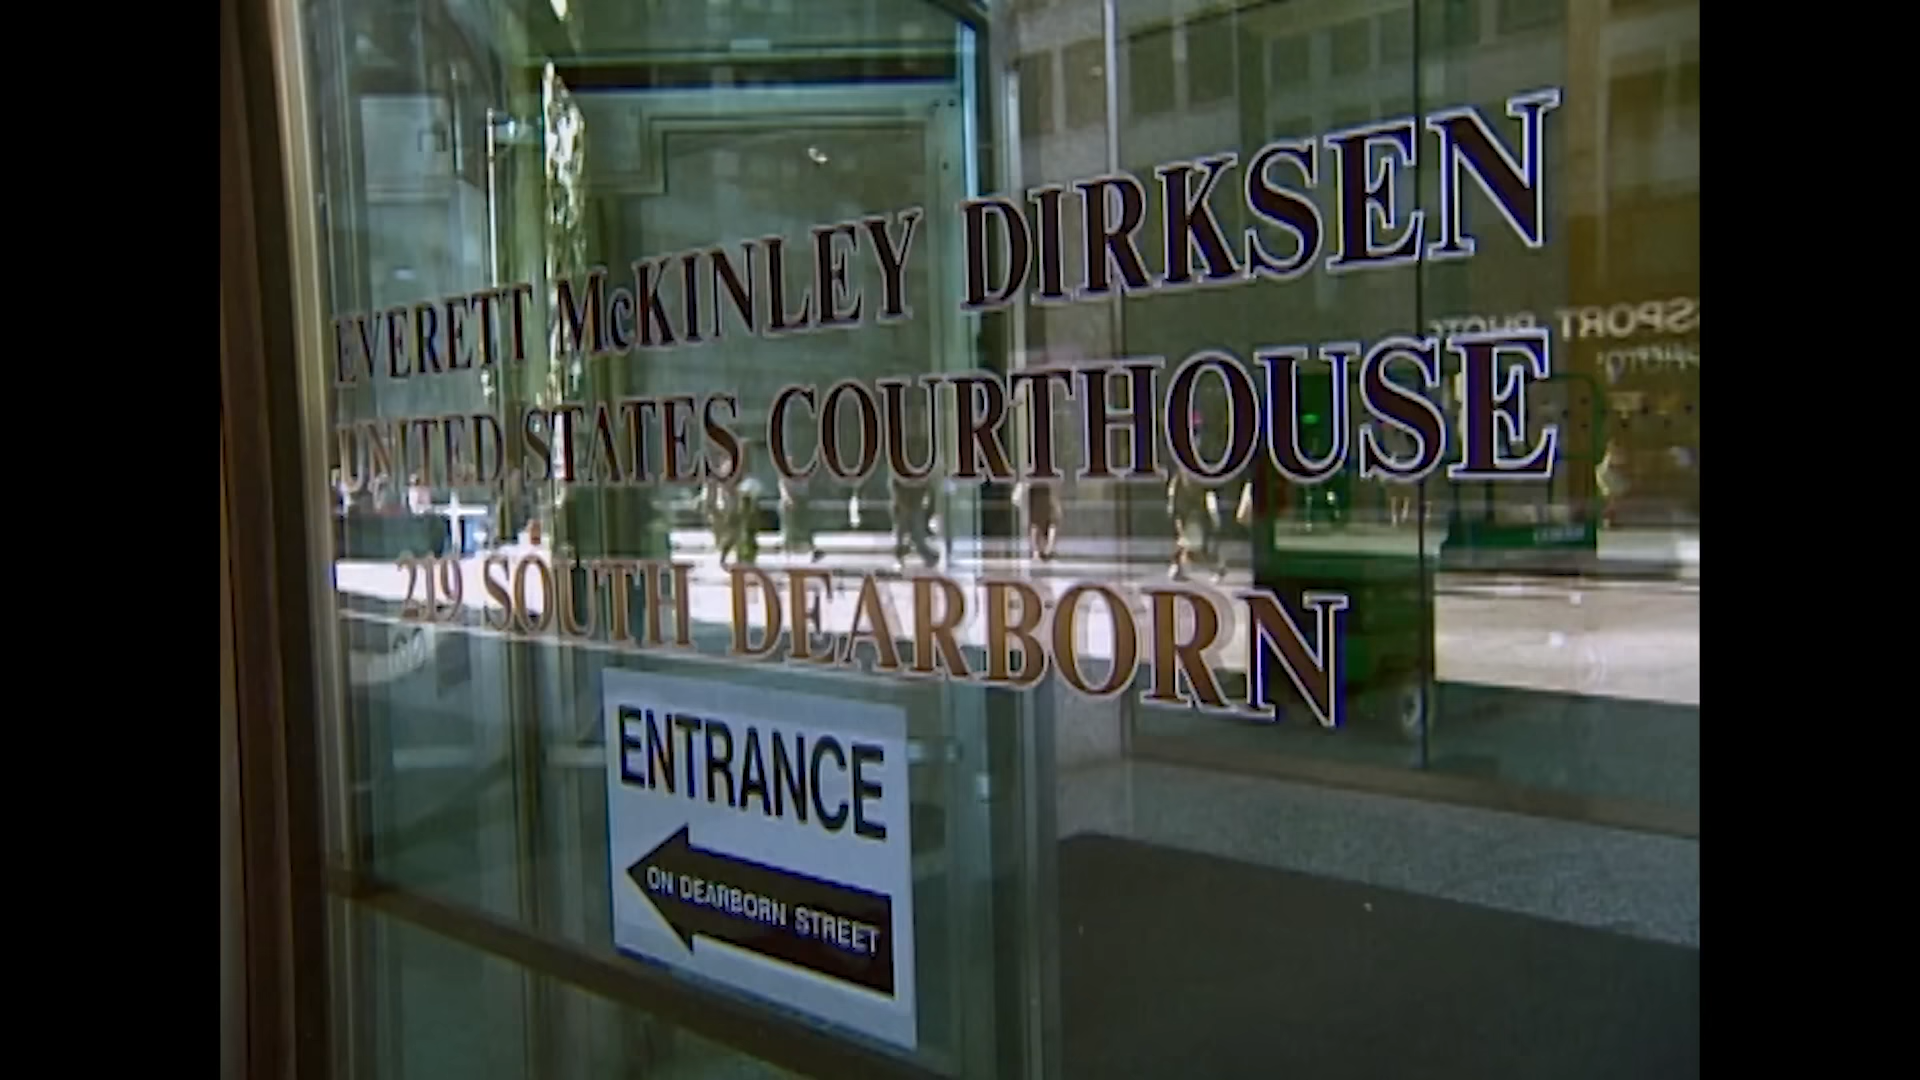 EVERETT McKINLEY DIRKSEN
UNITED STATES COURTHOUSE
219 SOUTH DEARBORN
ENTRANCE
ON DEARBORN STREET